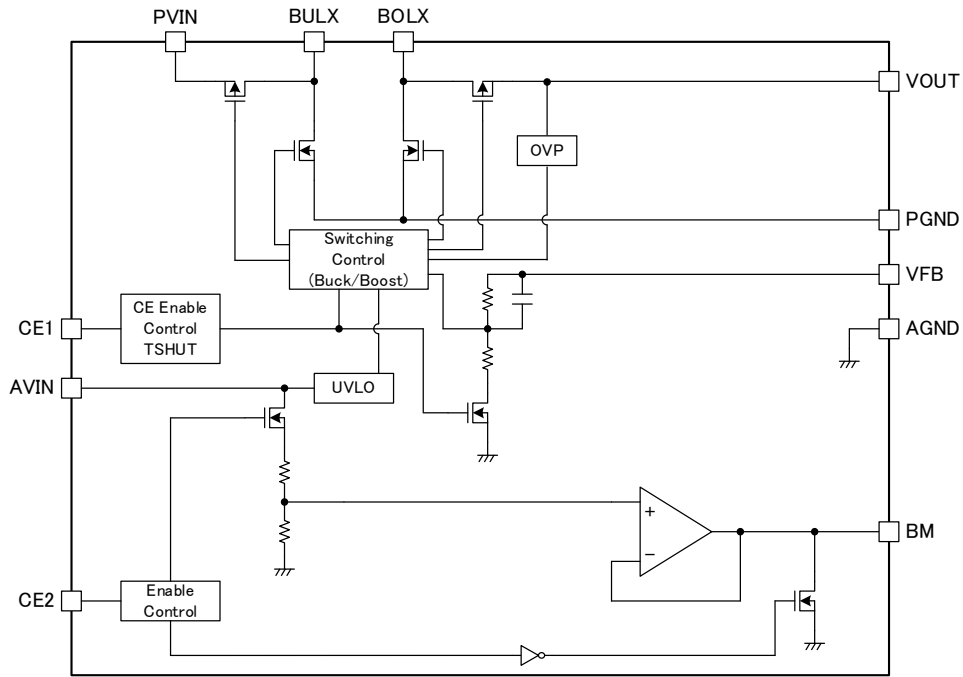 PVIN
BULX
BOLX
VOUT
OVP
PGND
Switching
Control
(Buck/Boost)
VFB
CE1
CE Enable
Control
TSHUT
AGND
AVIN
UVLO
+
−
BM
CE2
Enable
Control